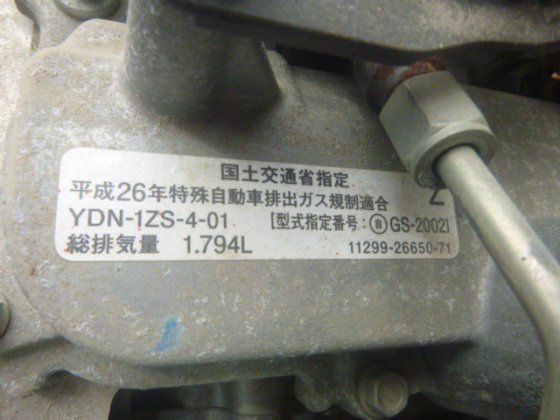 国土交通省指定
平成26年特殊自動車排出ガス規制適合
YDN-1ZS-4-01 [型式指定番号:自GS-2002]
総排気量 1.794L 11299-26650-71